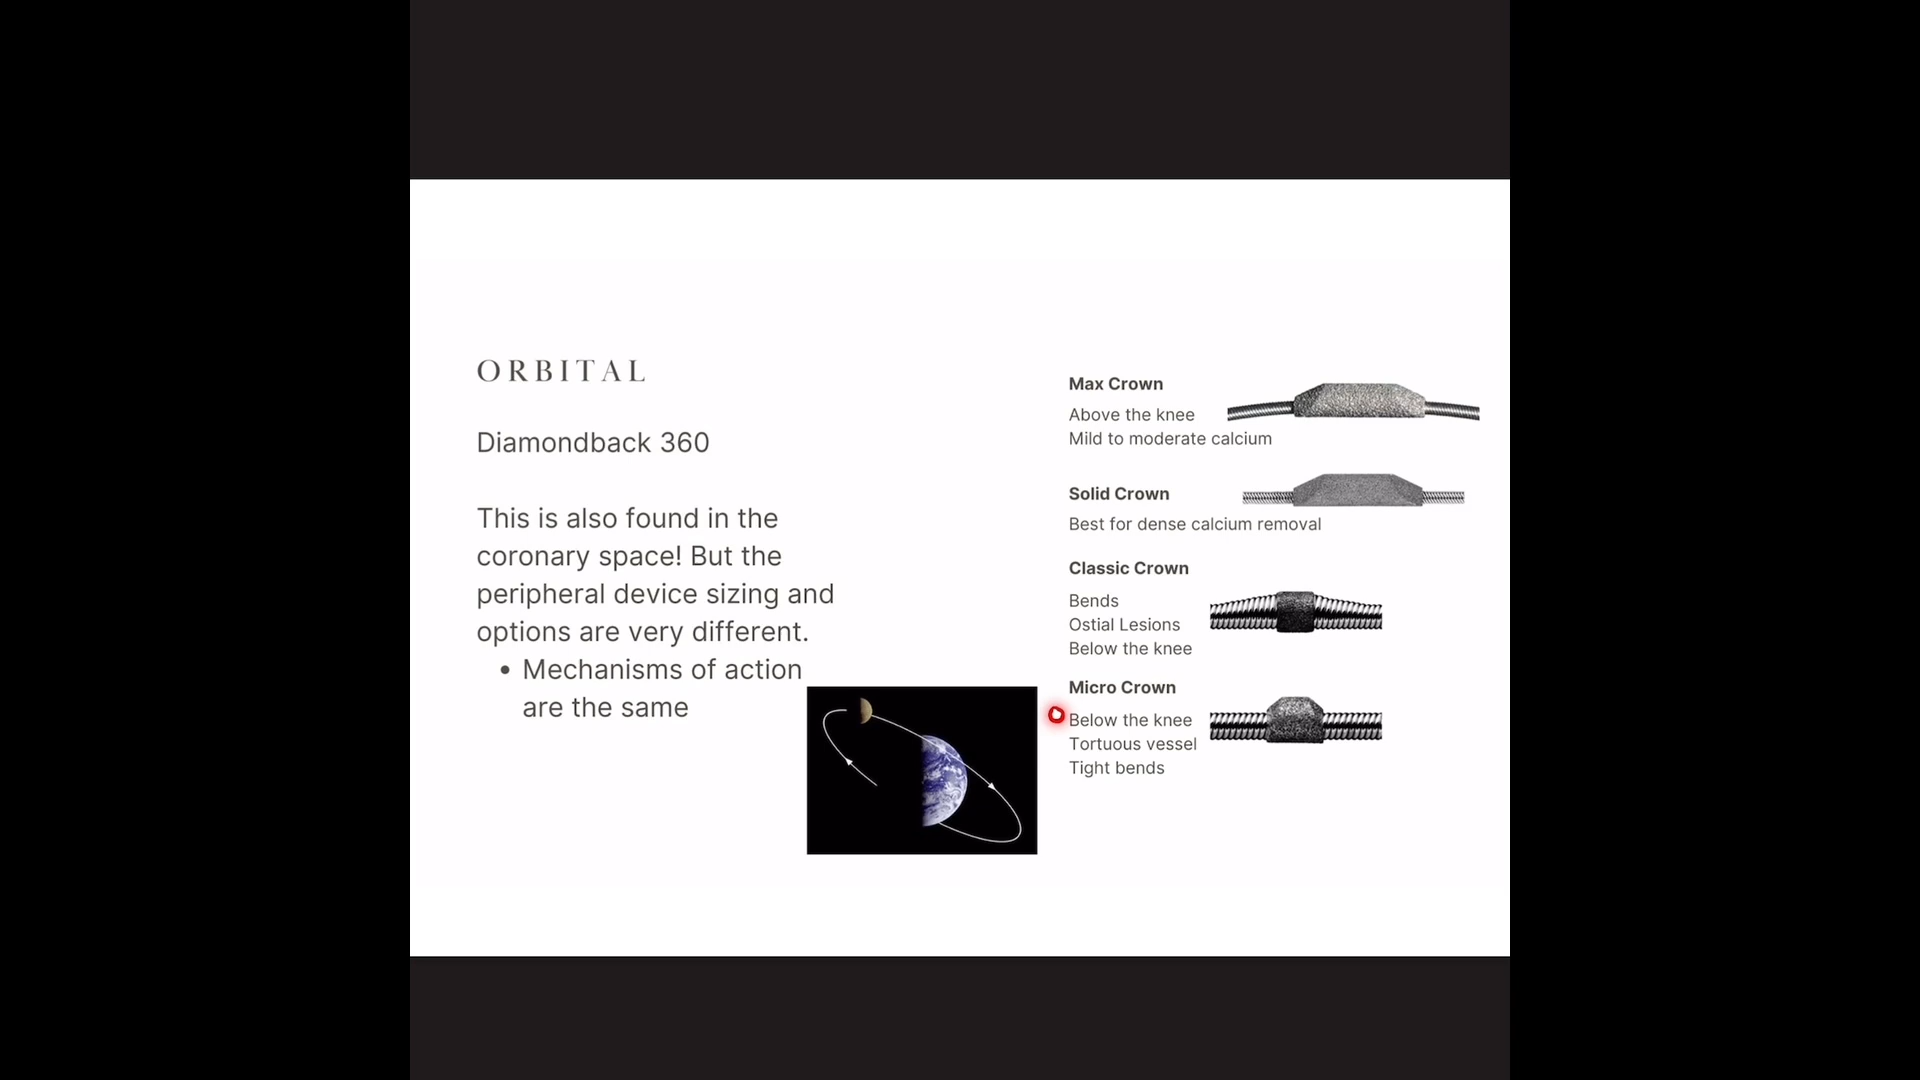 ORBITAL
Diamondback 360
This is also found in the
coronary space! But the
peripheral device sizing and
options are very different.
• Mechanisms of action
are the same
Max Crown
Above the knee
Mild to moderate calcium
Solid Crown
Best for dense calcium removal
Classic Crown
Bends
Ostial Lesions
Below the knee
Micro Crown
Below the knee
Tortuous vessel
Tight bends